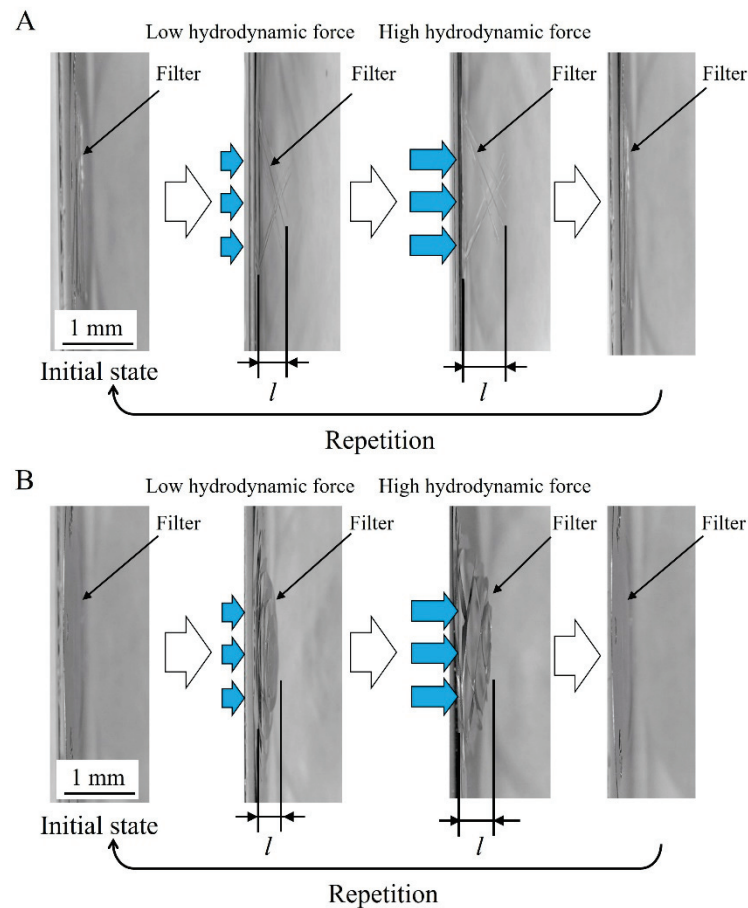 A
Low hydrodynamic force
High hydrodynamic force
Filter
Filter
Filter
Filter
1 mm
Initial state
l
l
Repetition
B
Low hydrodynamic force
High hydrodynamic force
Filter
Filter
Filter
Filter
1 mm
Initial state
l
l
Repetition